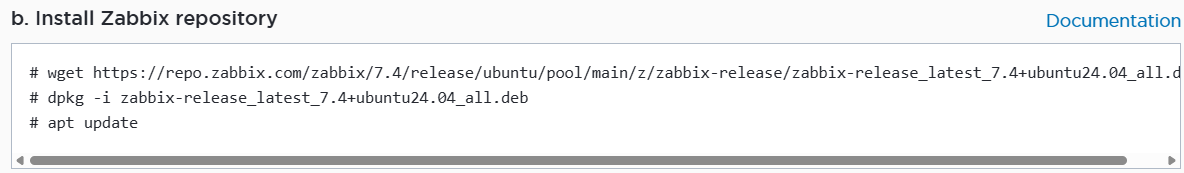 b. Install Zabbix repository
Documentation
# wget https://repo.zabbix.com/zabbix/7.4/release/ubuntu/pool/main/z/zabbix-release/zabbix-release_latest_7.4+ubuntu24.04_all.d
# dpkg -i zabbix-release_latest_7.4+ubuntu24.04_all.deb
# apt update